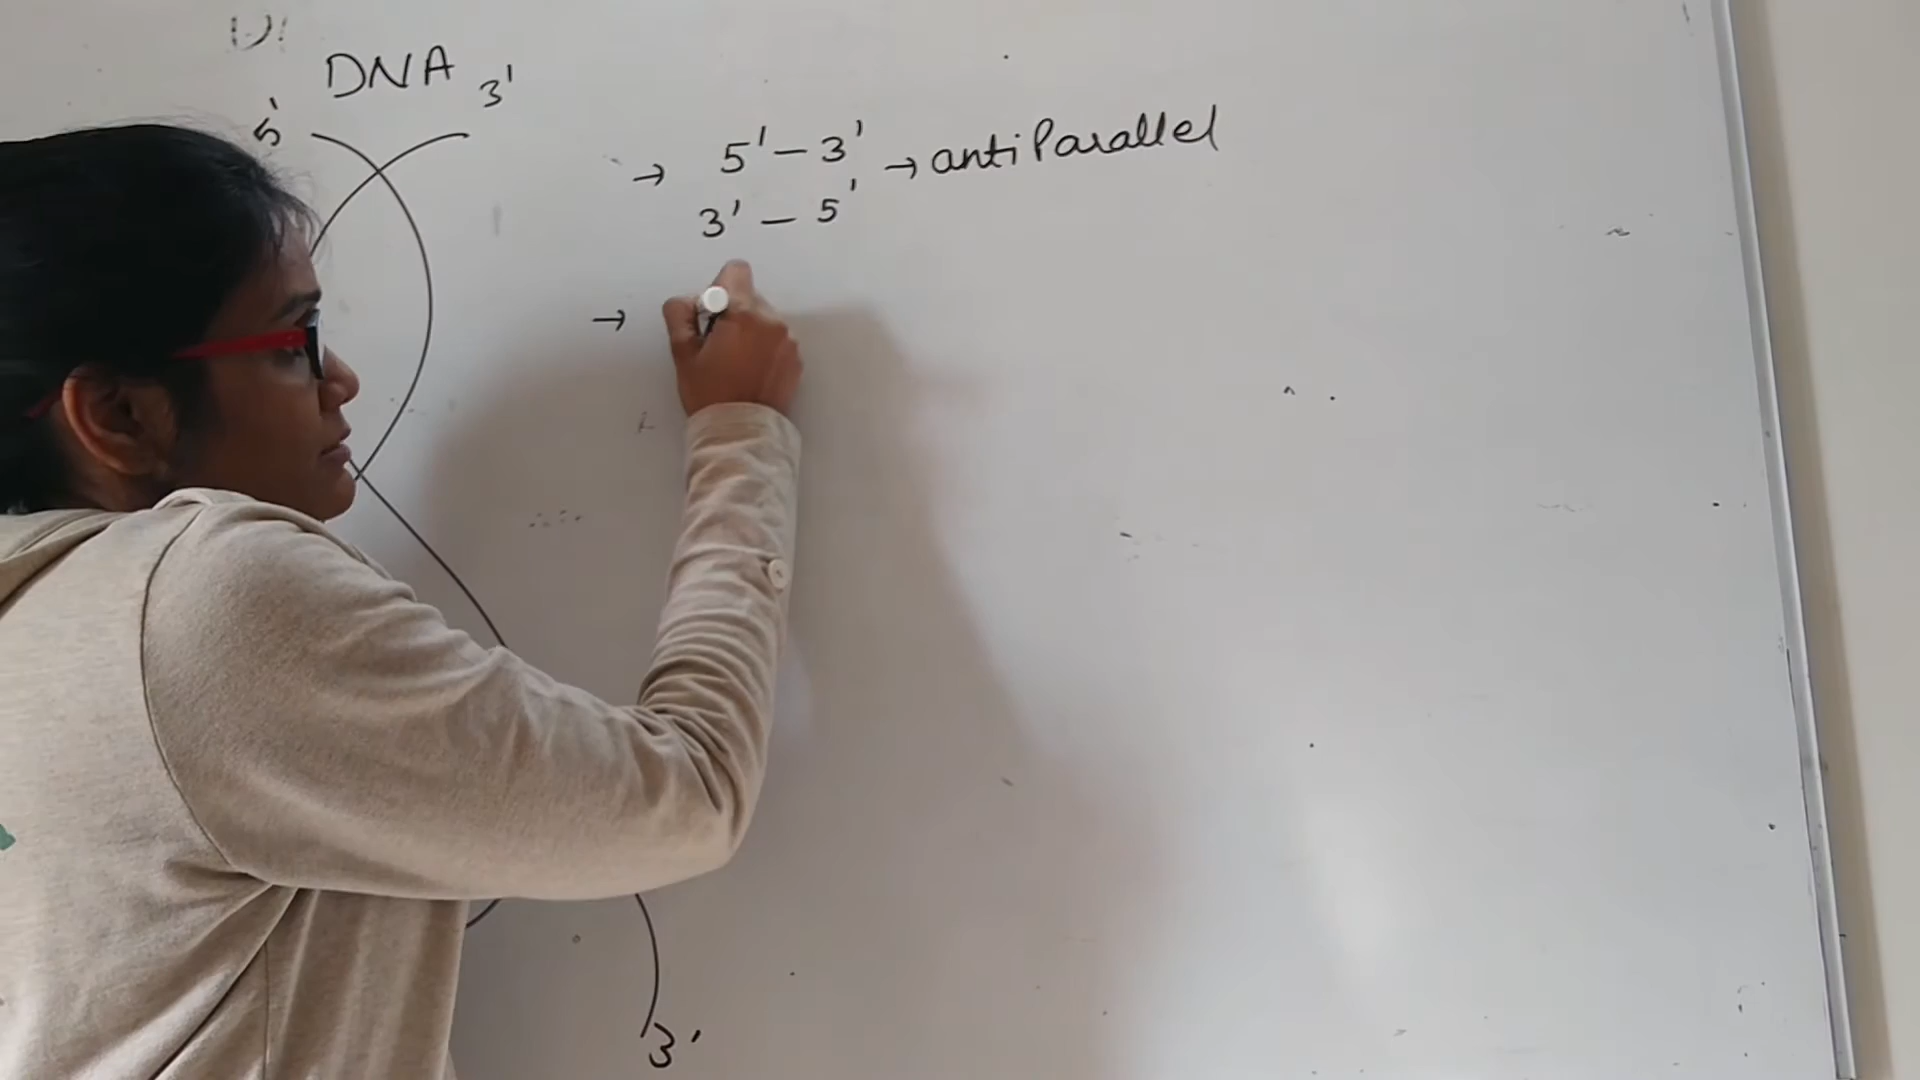 DNA
5' 3'
→ 5' – 3' → antiParallel
3' – 5'
→
3'